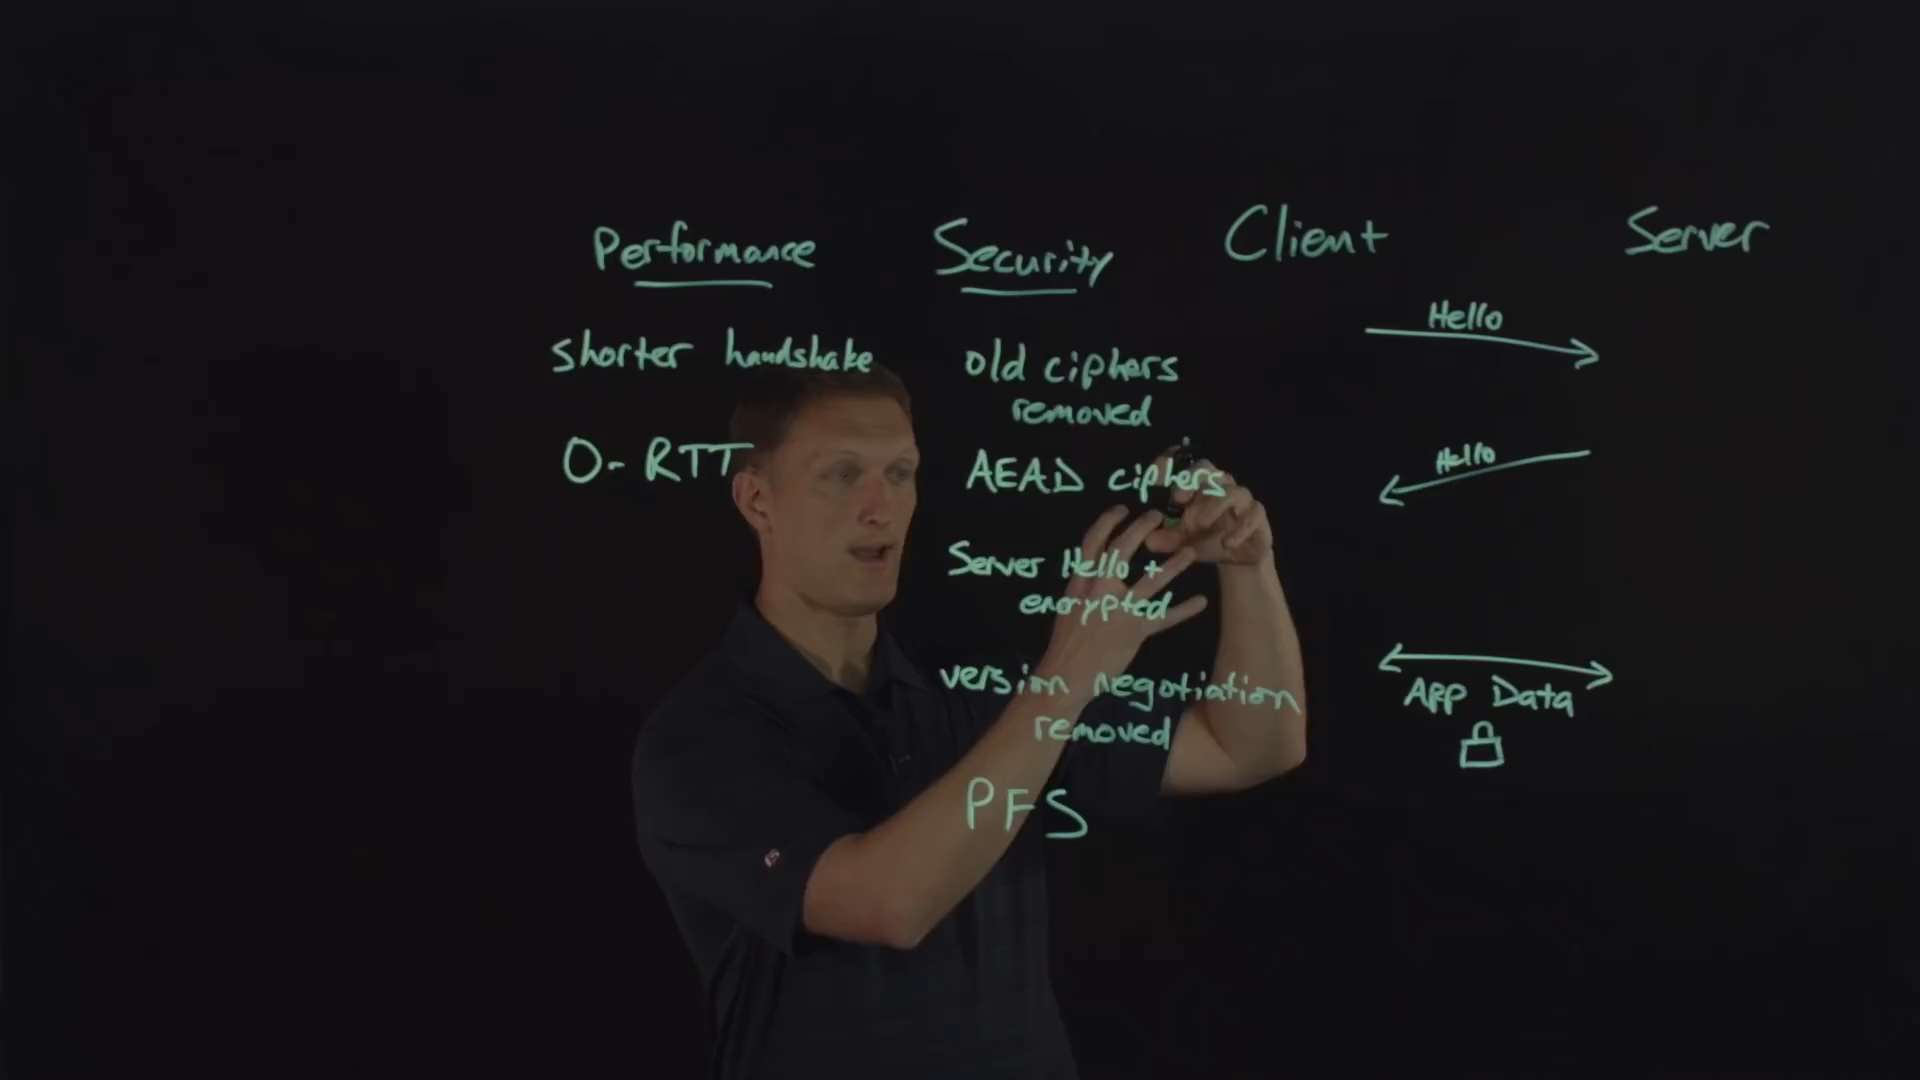 Performance
shorter handshake
0-RTT
Security
old ciphers
removed
AEAD ciphers
Server Hello +
encrypted
version negotiation
removed
PFS
Client
Server
Hello
Hello
App Data